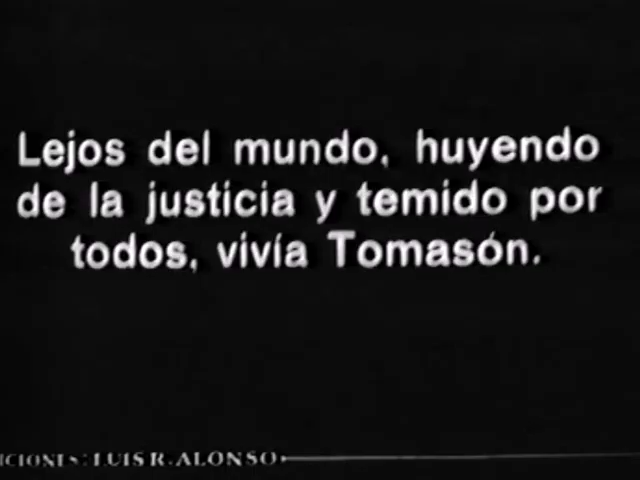 Lejos del mundo, huyendo
de la justicia y temido por
todos, vivía Tomasón.
LUIS R. ALONSO